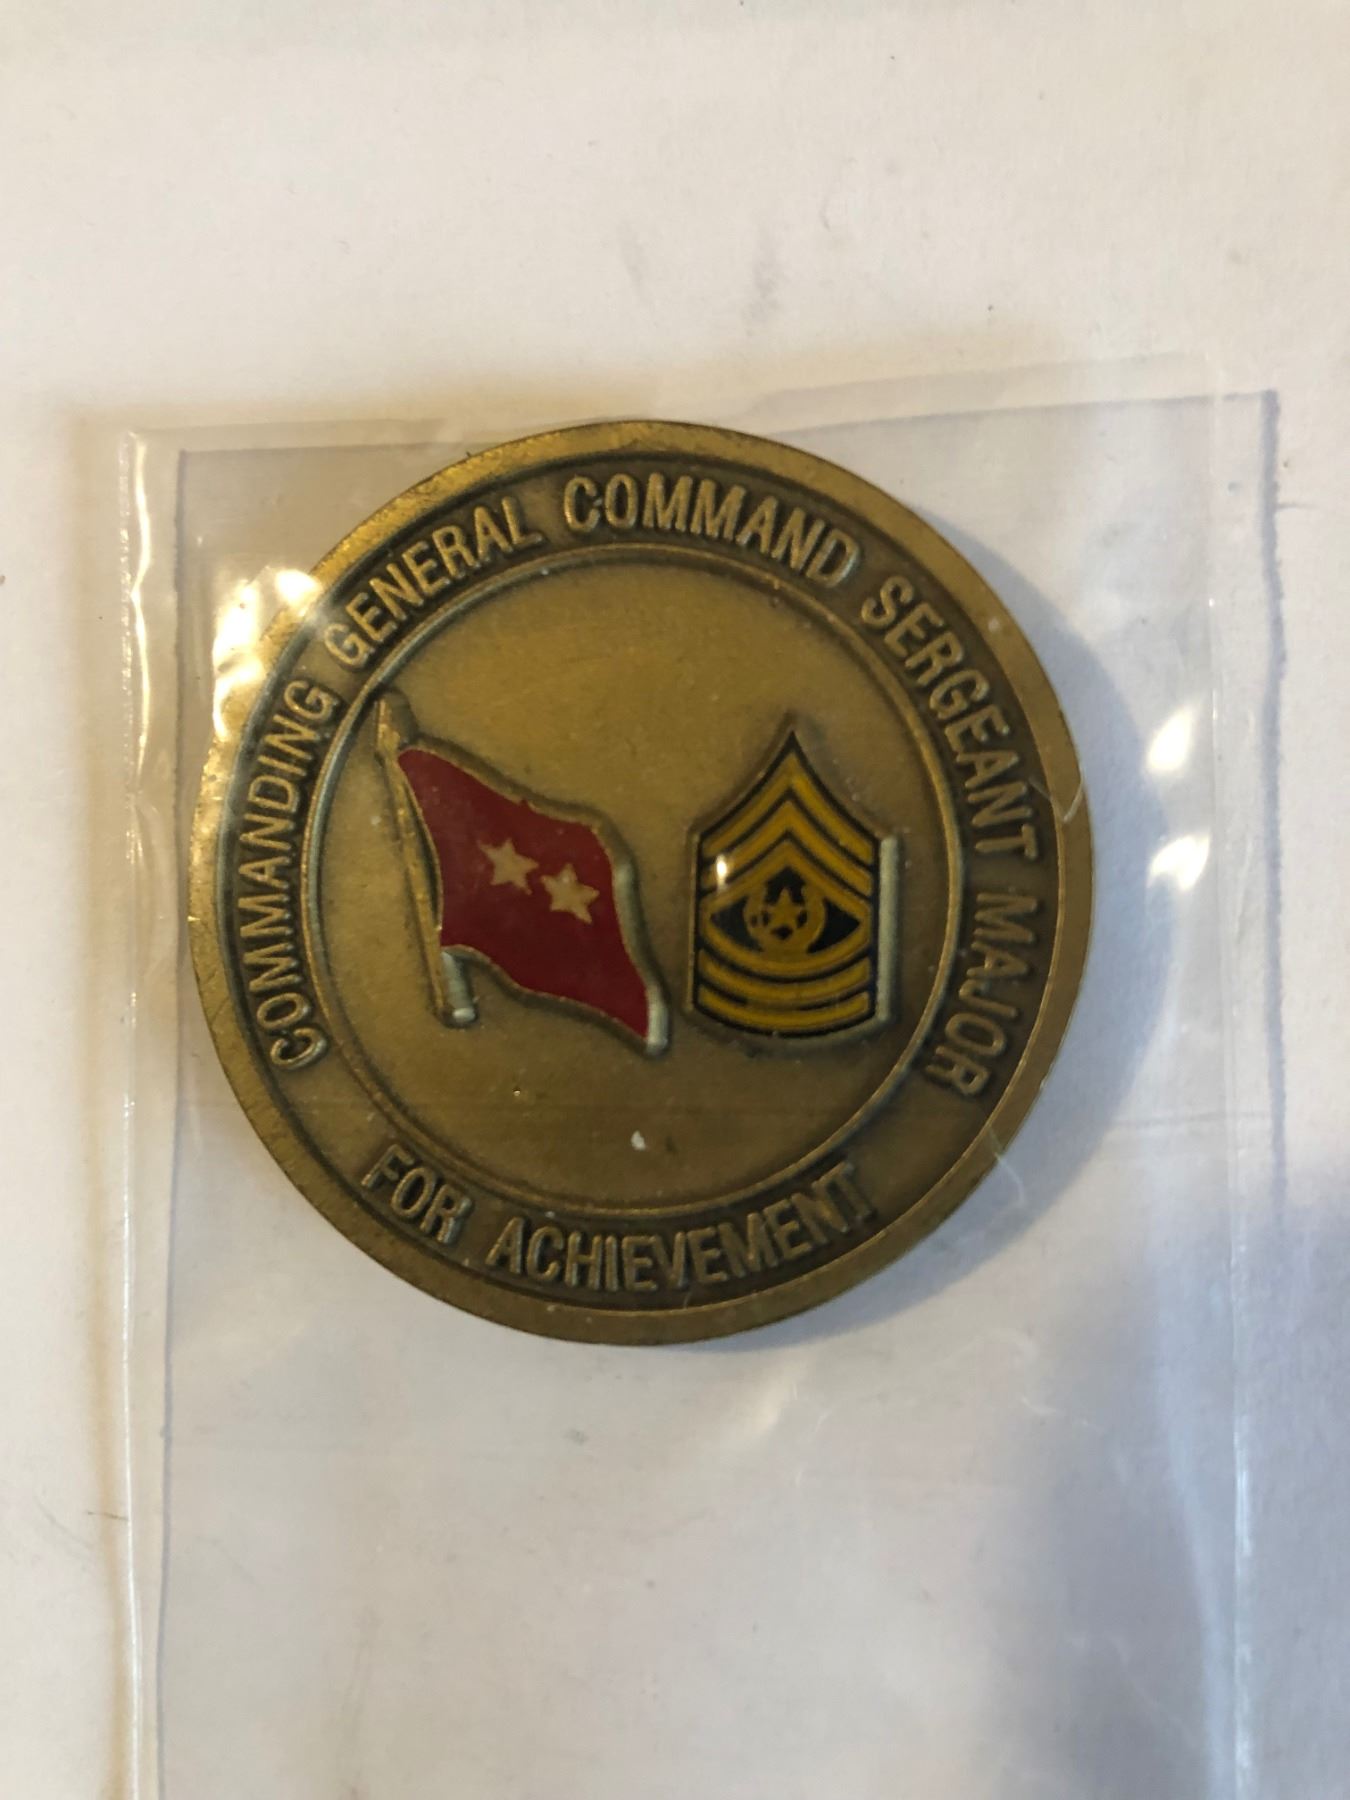 COMMANDING GENERAL COMMAND SERGEANT MAJOR
FOR ACHIEVEMENT